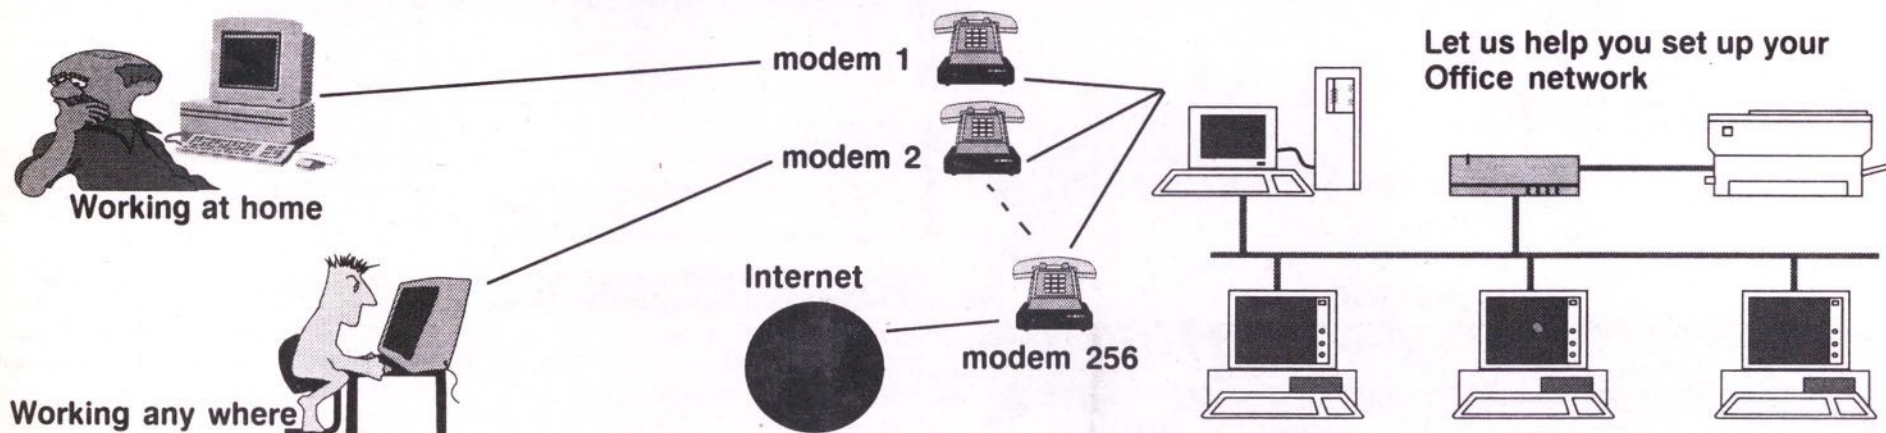 modem 1
Let us help you set up your
Office network
modem 2
Working at home
Internet
modem 256
Working any where